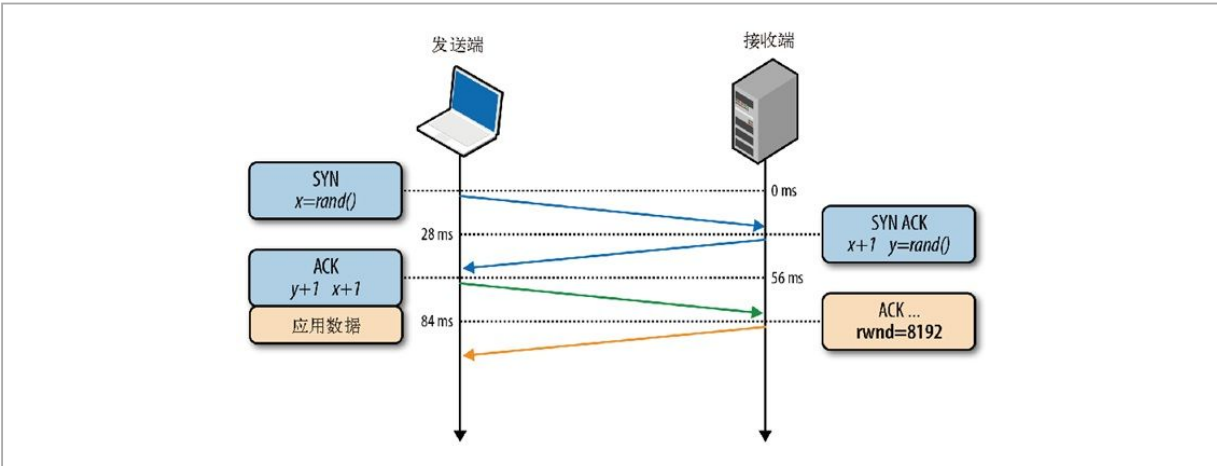 发送端
接收端
SYN
x=rand()
0 ms
28 ms
SYN ACK
x+1 y=rand()
ACK
y+1 x+1
56 ms
应用数据
84 ms
ACK ...
rwnd=8192